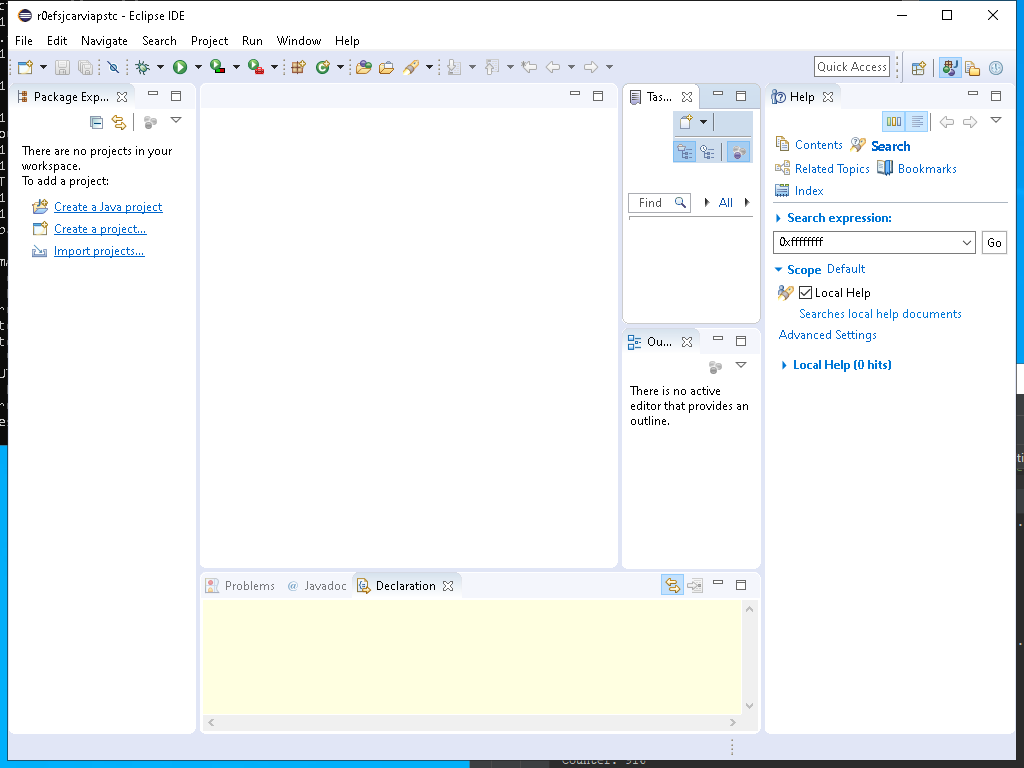 r0efsjcarviapstc - Eclipse IDE
File Edit Navigate Search Project Run Window Help
Quick Access
Package Exp...
There are no projects in your
workspace.
To add a project:
Create a Java project
Create a project...
Import projects...
Tas...
Find
All
Ou...
There is no active
editor that provides an
outline.
Problems
@ Javadoc
Declaration
Help
Contents
Search
Related Topics
Bookmarks
Index
Search expression:
0xffffffff
Go
Scope Default
Local Help
Searches local help documents
Advanced Settings
Local Help (0 hits)